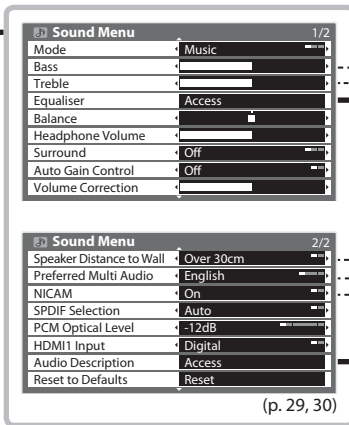 Sound Menu 1/2
Mode Music
Bass
Treble
Equaliser Access
Balance
Headphone Volume
Surround Off
Auto Gain Control Off
Volume Correction
Sound Menu 2/2
Speaker Distance to Wall Over 30cm
Preferred Multi Audio English
NICAM On
SPDIF Selection Auto
PCM Optical Level -12dB
HDMI1 Input Digital
Audio Description Access
Reset to Defaults Reset
(p. 29, 30)